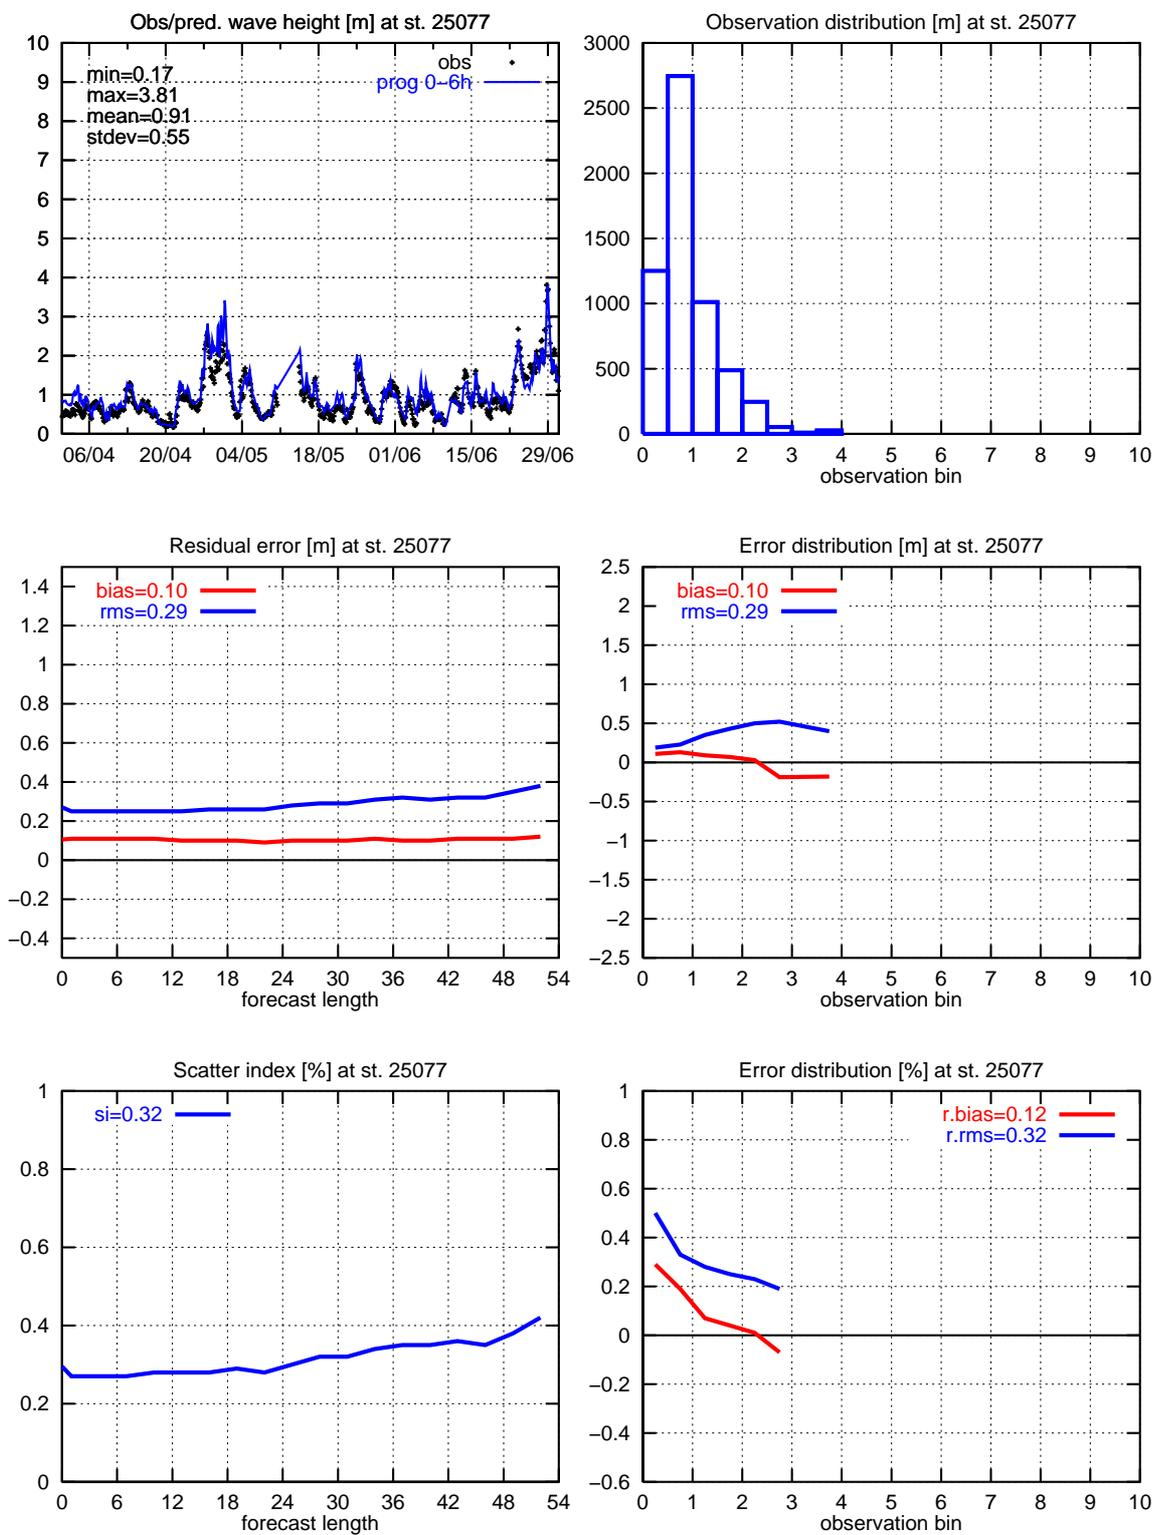 Obs/pred. wave height [m] at st. 25077
10
9
8
7
6
5
4
3
2
1
0
min=0.17
max=3.81
mean=0.91
stdev=0.55
obs
prog 0-6h
06/04 20/04 04/05 18/05 01/06 15/06 29/06
Observation distribution [m] at st. 25077
3000
2500
2000
1500
1000
500
0
0 1 2 3 4 5 6 7 8 9 10
observation bin
Residual error [m] at st. 25077
bias=0.10
rms=0.29
1.4
1.2
1
0.8
0.6
0.4
0.2
0
−0.2
−0.4
0 6 12 18 24 30 36 42 48 54
forecast length
Error distribution [m] at st. 25077
bias=0.10
rms=0.29
2.5
2
1.5
1
0.5
0
−0.5
−1
−1.5
−2
−2.5
0 1 2 3 4 5 6 7 8 9 10
observation bin
Scatter index [%] at st. 25077
si=0.32
1
0.8
0.6
0.4
0.2
0
0 6 12 18 24 30 36 42 48 54
forecast length
Error distribution [%] at st. 25077
r.bias=0.12
r.rms=0.32
1
0.8
0.6
0.4
0.2
0
−0.2
−0.4
−0.6
0 1 2 3 4 5 6 7 8 9 10
observation bin